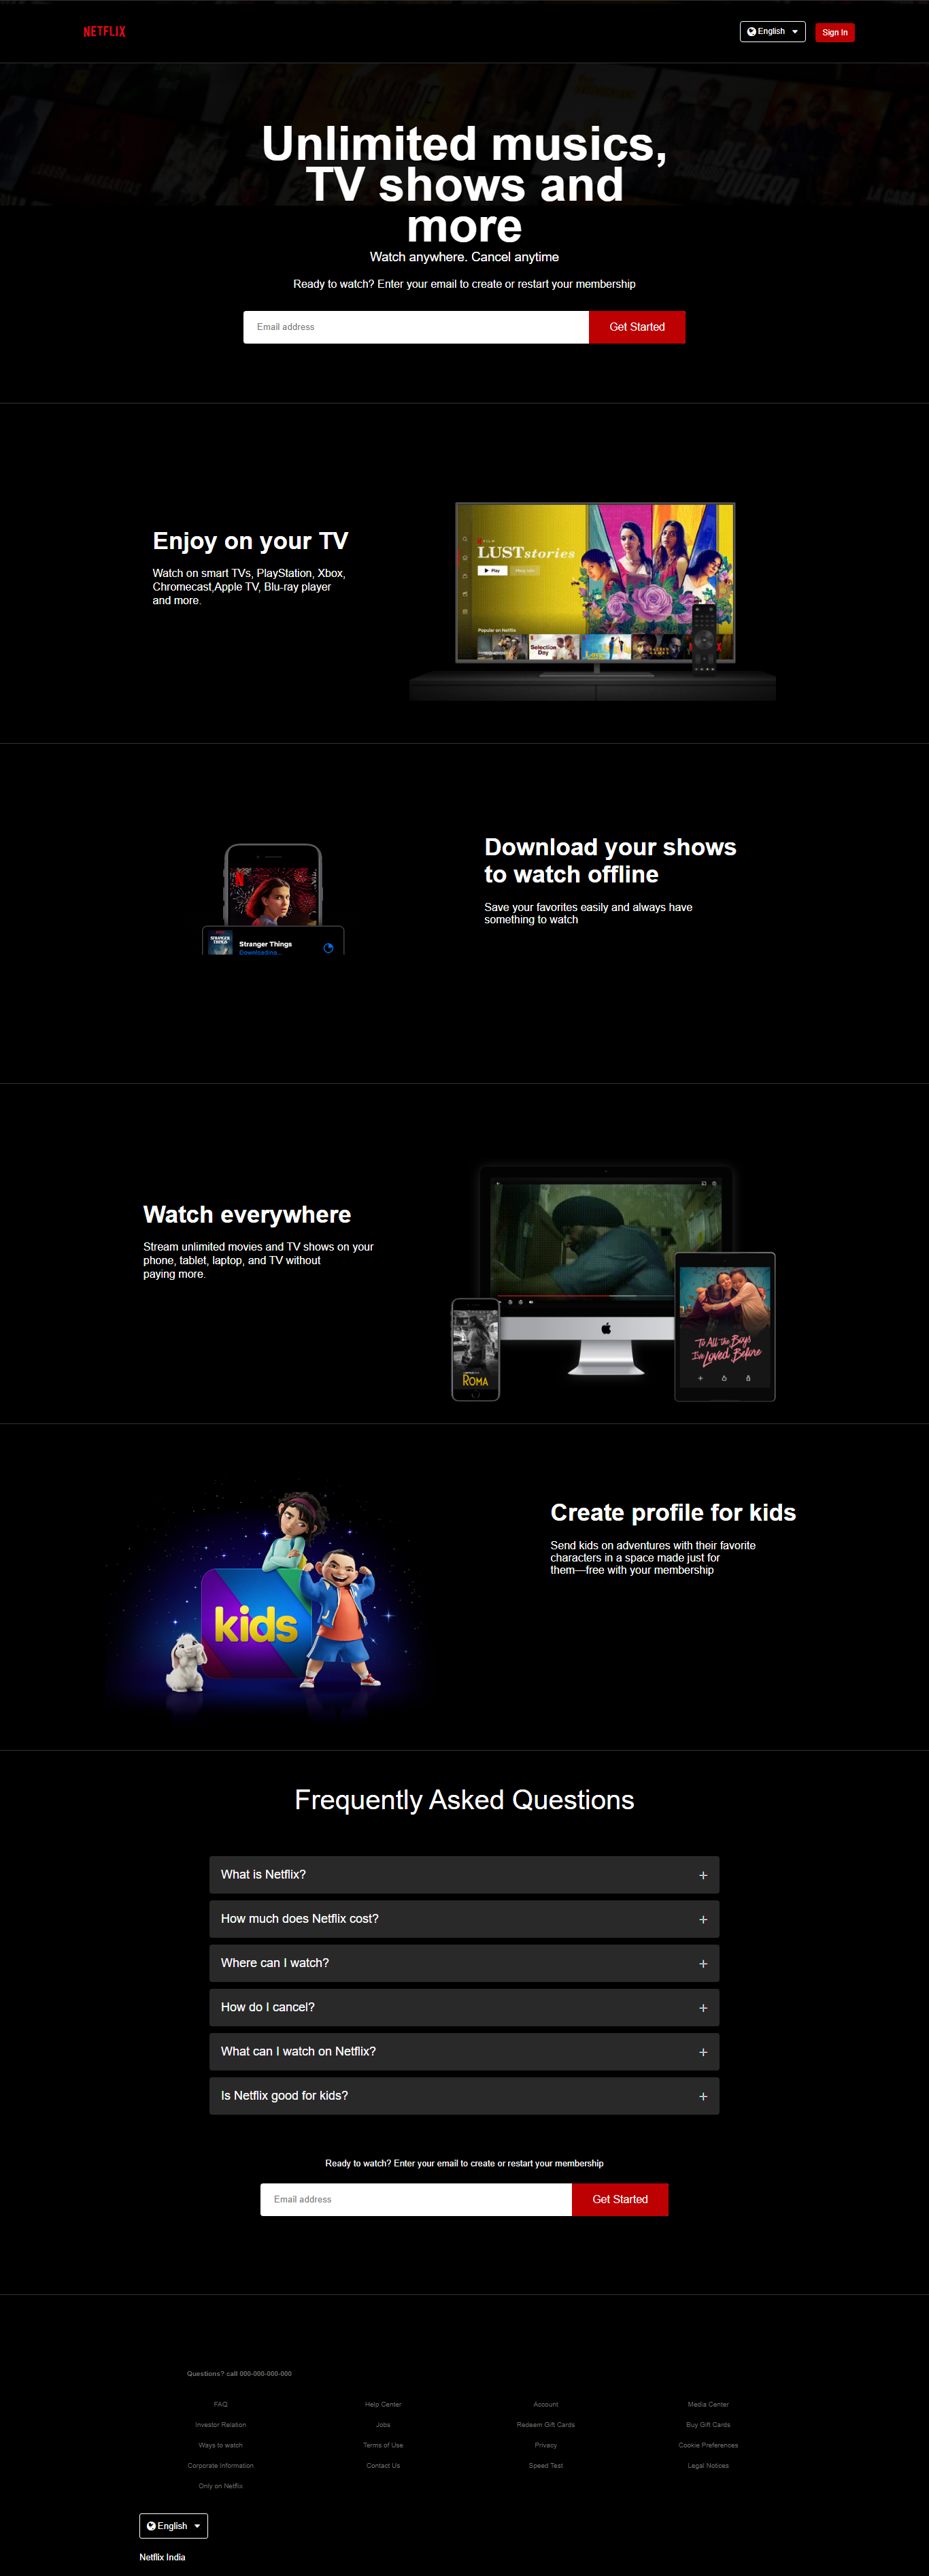 NETFLIX
English
Sign In
Unlimited musics,
TV shows and
more
Watch anywhere. Cancel anytime
Ready to watch? Enter your email to create or restart your membership
Email address
Get Started
Enjoy on your TV
Watch on smart TVs, PlayStation, Xbox,
Chromecast,Apple TV, Blu-ray player
and more.
FILM
LUST stories
Play
Popular on Netflix
Selection
Day
Download your shows
to watch offline
Save your favorites easily and always have
something to watch
STRANGER
THINGS
Stranger Things
Downloading...
Watch everywhere
Stream unlimited movies and TV shows on your
phone, tablet, laptop, and TV without
paying more.
ROMA
To All the Boys
I've Loved Before
Create profile for kids
Send kids on adventures with their favorite
characters in a space made just for
them—free with your membership
kids
Frequently Asked Questions
What is Netflix? +
How much does Netflix cost? +
Where can I watch? +
How do I cancel? +
What can I watch on Netflix? +
Is Netflix good for kids? +
Ready to watch? Enter your email to create or restart your membership
Email address
Get Started
Questions? call 000-000-000-000
FAQ Help Center Account Media Center
Investor Relation Jobs Redeem Gift Cards Buy Gift Cards
Ways to watch Terms of Use Privacy Cookie Preferences
Corporate Information Contact Us Speed Test Legal Notices
Only on Netflix
English
Netflix India